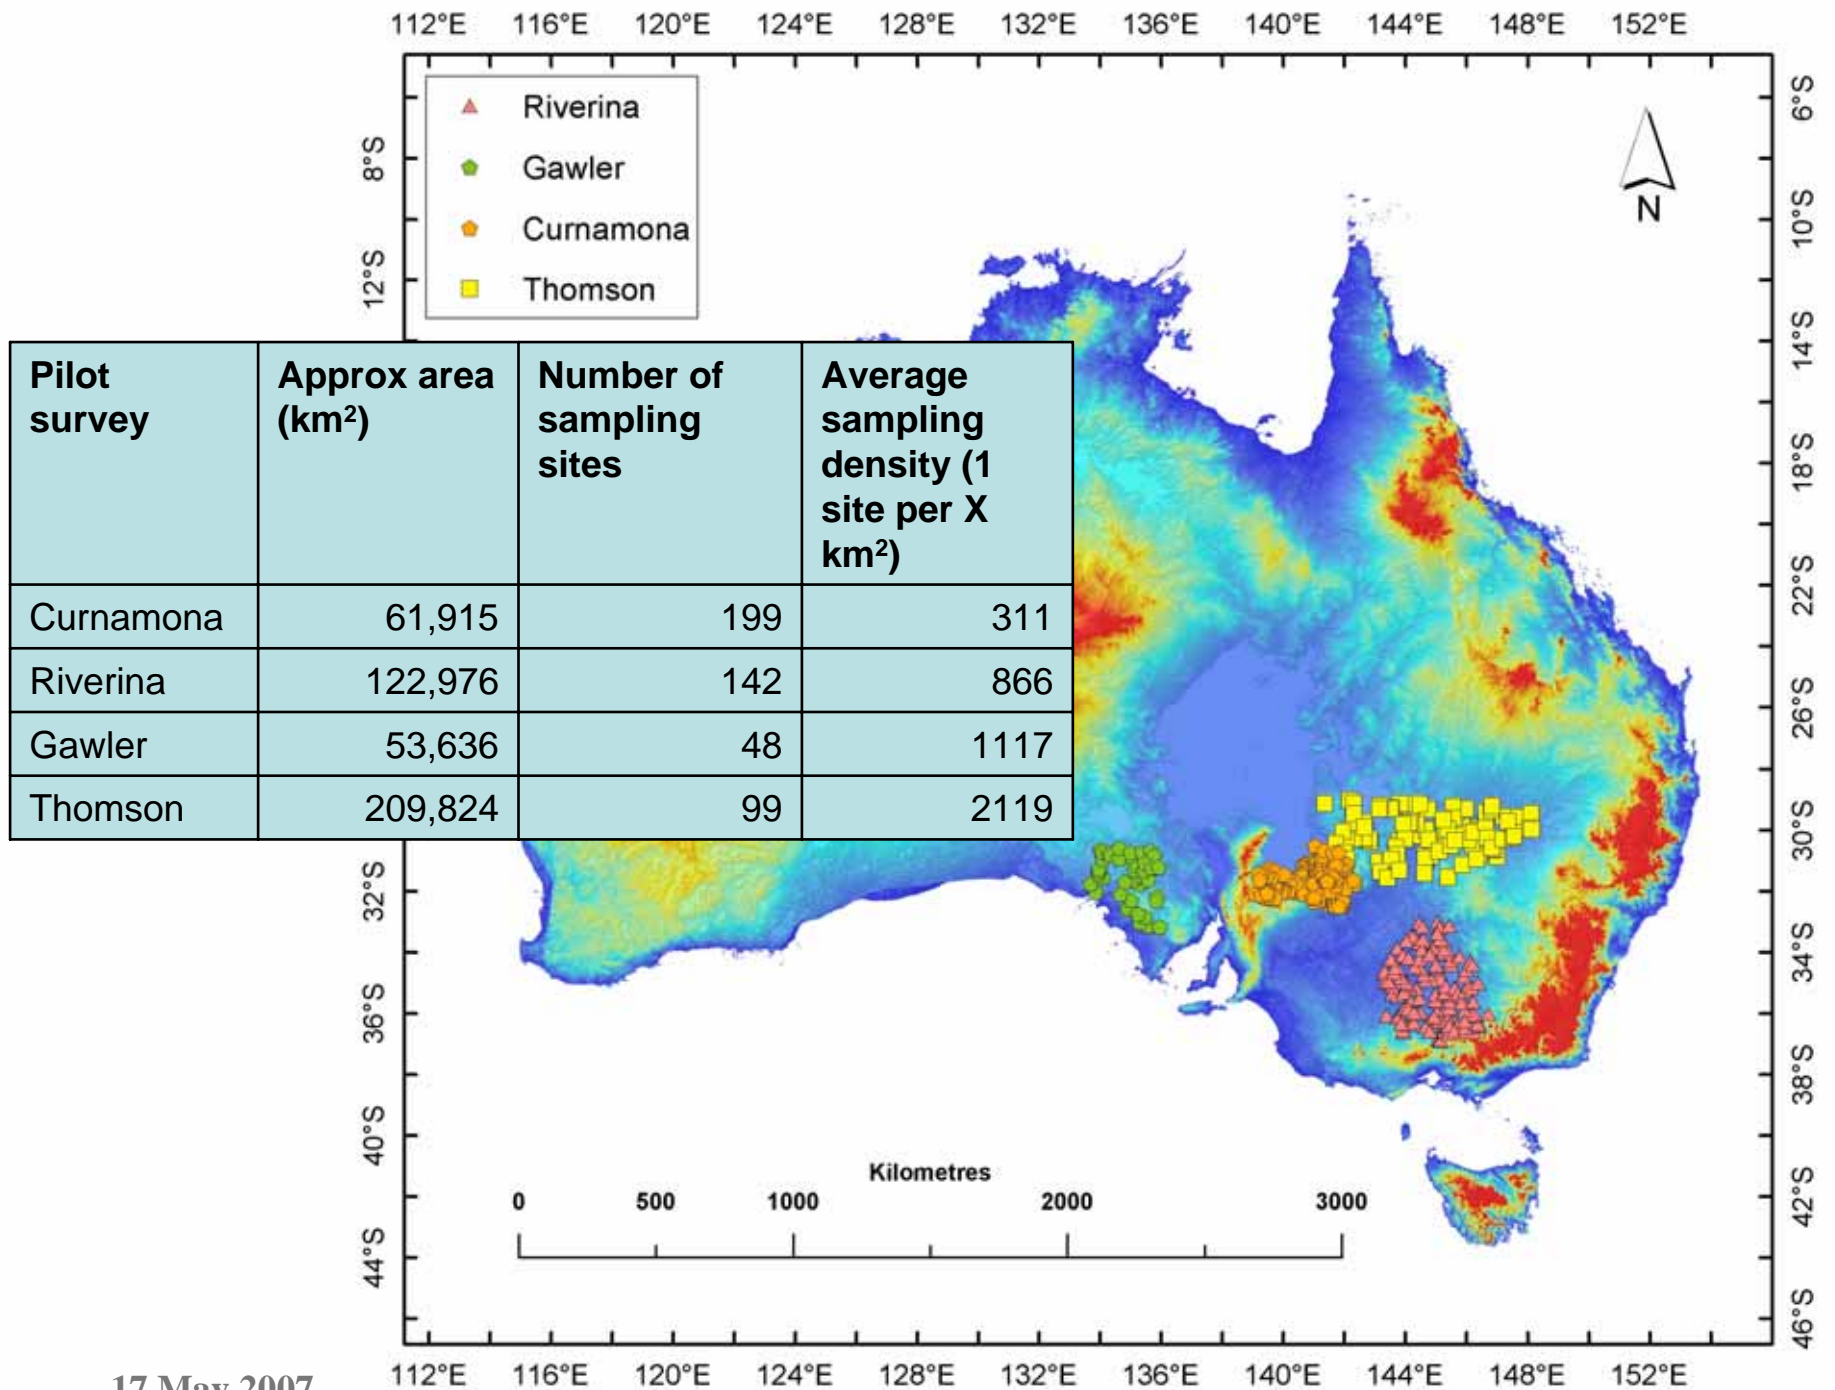 112°E 116°E 120°E 124°E 128°E 132°E 136°E 140°E 144°E 148°E 152°E
Riverina
Gawler
Curnamona
Thomson
N
8°S
12°S
32°S
36°S
40°S
44°S
6°S
10°S
14°S
18°S
22°S
26°S
30°S
34°S
38°S
42°S
46°S
Pilot survey Approx area (km²) Number of sampling sites Average sampling density (1 site per X km²)
Curnamona 61,915 199 311
Riverina 122,976 142 866
Gawler 53,636 48 1117
Thomson 209,824 99 2119
Kilometres
0 500 1000 2000 3000
112°E 116°E 120°E 124°E 128°E 132°E 136°E 140°E 144°E 148°E 152°E
17 May 2007